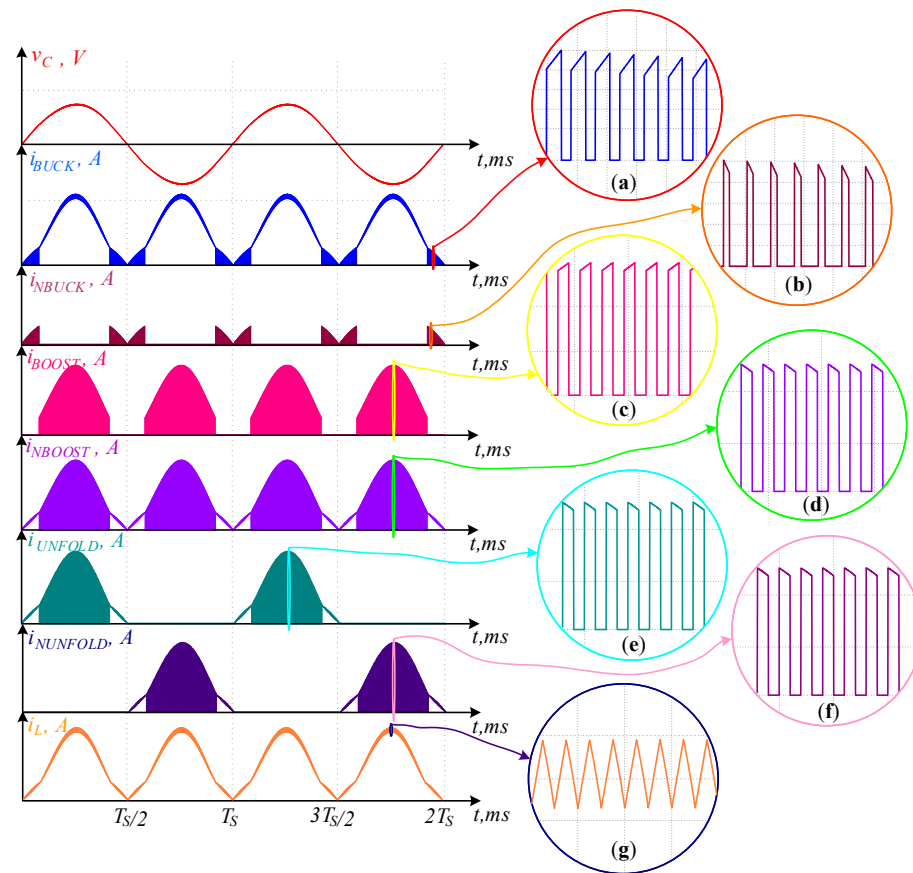 v_C , V
t,ms
i_BUCK, A
t,ms
i_NBUCK, A
t,ms
i_BOOST, A
t,ms
i_NBOOST, A
t,ms
i_UNFOLD, A
t,ms
i_NUNFOLD, A
t,ms
i_L, A
t,ms
T_S/2
T_S
3T_S/2
2T_S
(a)
(b)
(c)
(d)
(e)
(f)
(g)